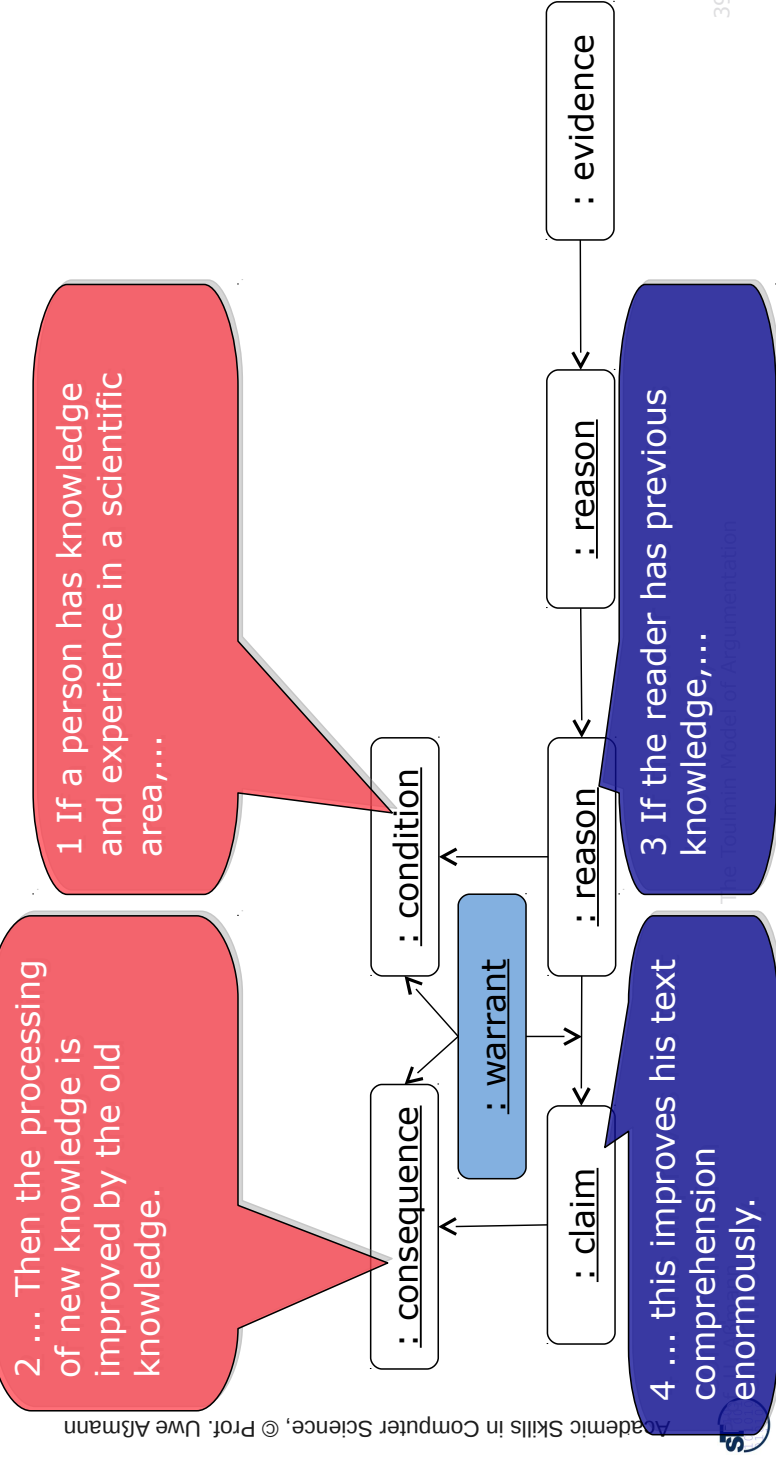 2 ... Then the processing
of new knowledge is
improved by the old
knowledge.
1 If a person has knowledge
and experience in a scientific
area,...
: consequence
: condition
: warrant
: claim
: reason
: reason
: evidence
4 ... this improves his text
comprehension
enormously.
3 If the reader has previous
knowledge,...
The Toulmin Model of Argumentation
Academic Skills in Computer Science, © Prof. Uwe Aßmann
39
ST